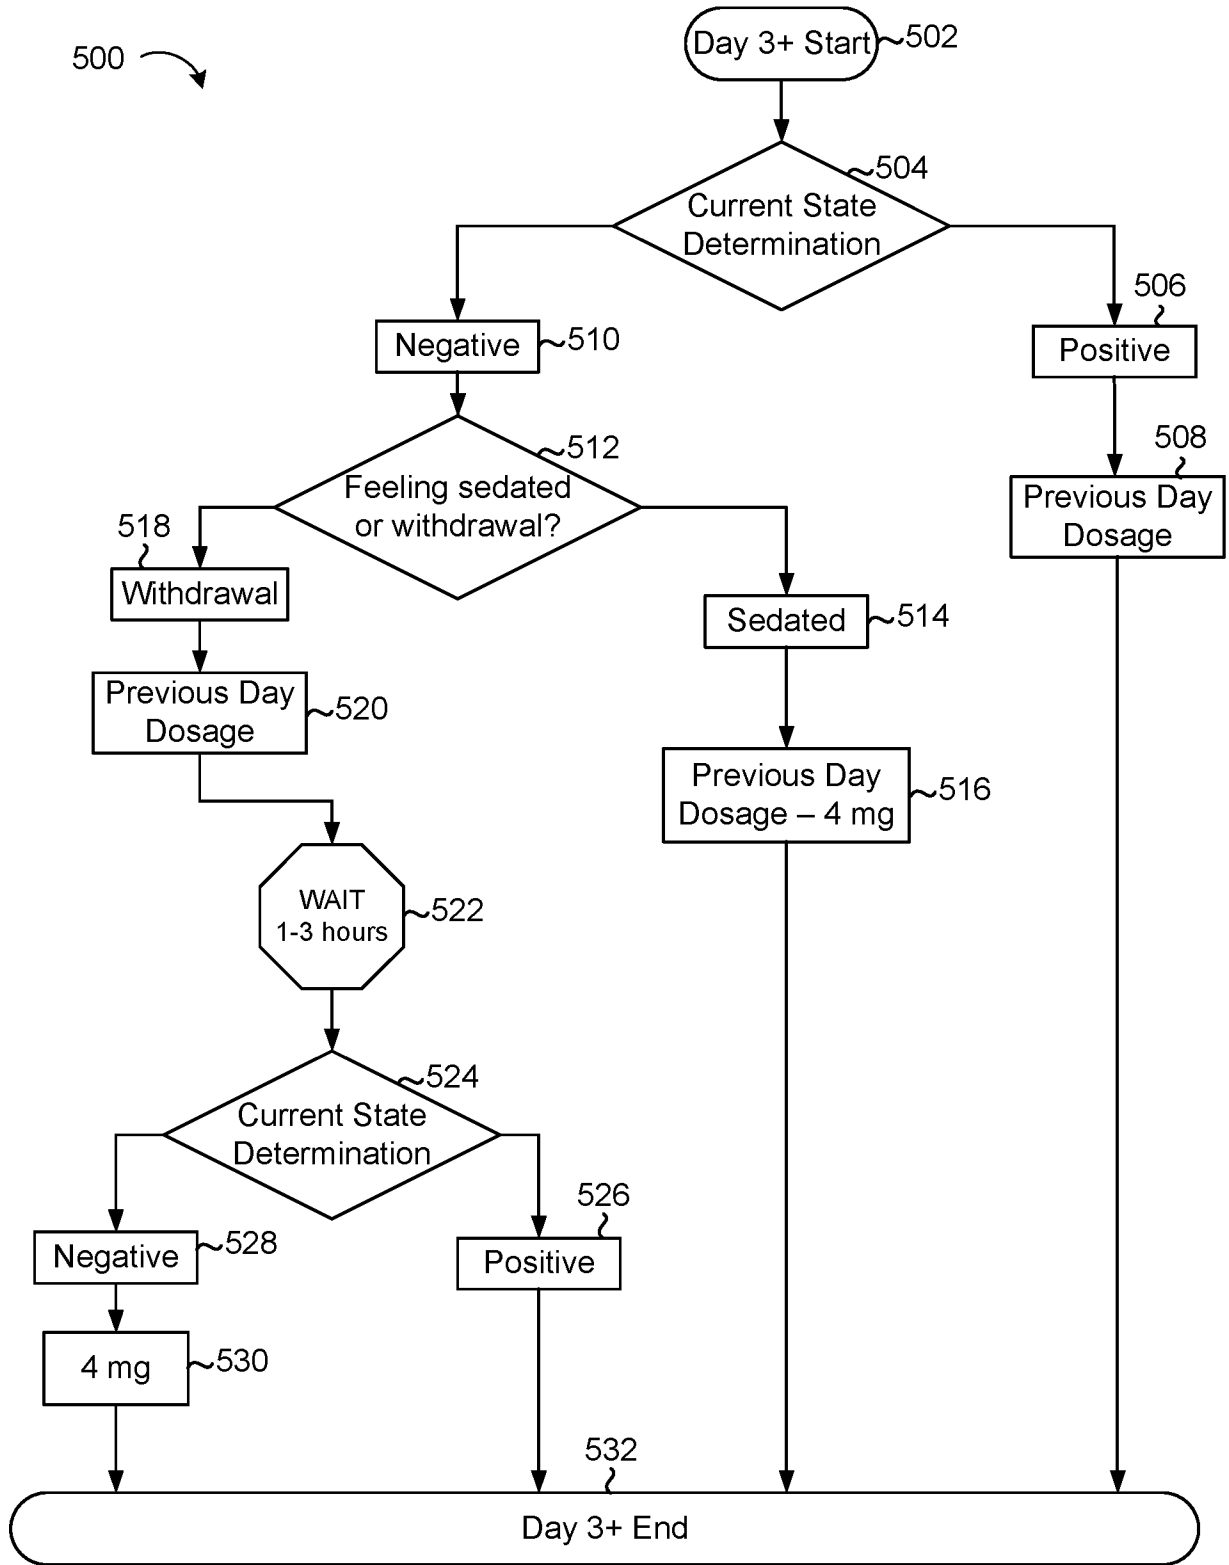 500
Day 3+ Start
502
504
Current State
Determination
506
Negative
510
Positive
512
508
Feeling sedated
or withdrawal?
Previous Day
Dosage
518
Withdrawal
Sedated
514
Previous Day
Dosage
520
Previous Day
Dosage – 4 mg
516
WAIT
1-3 hours
522
524
Current State
Determination
526
Negative
528
Positive
4 mg
530
532
Day 3+ End